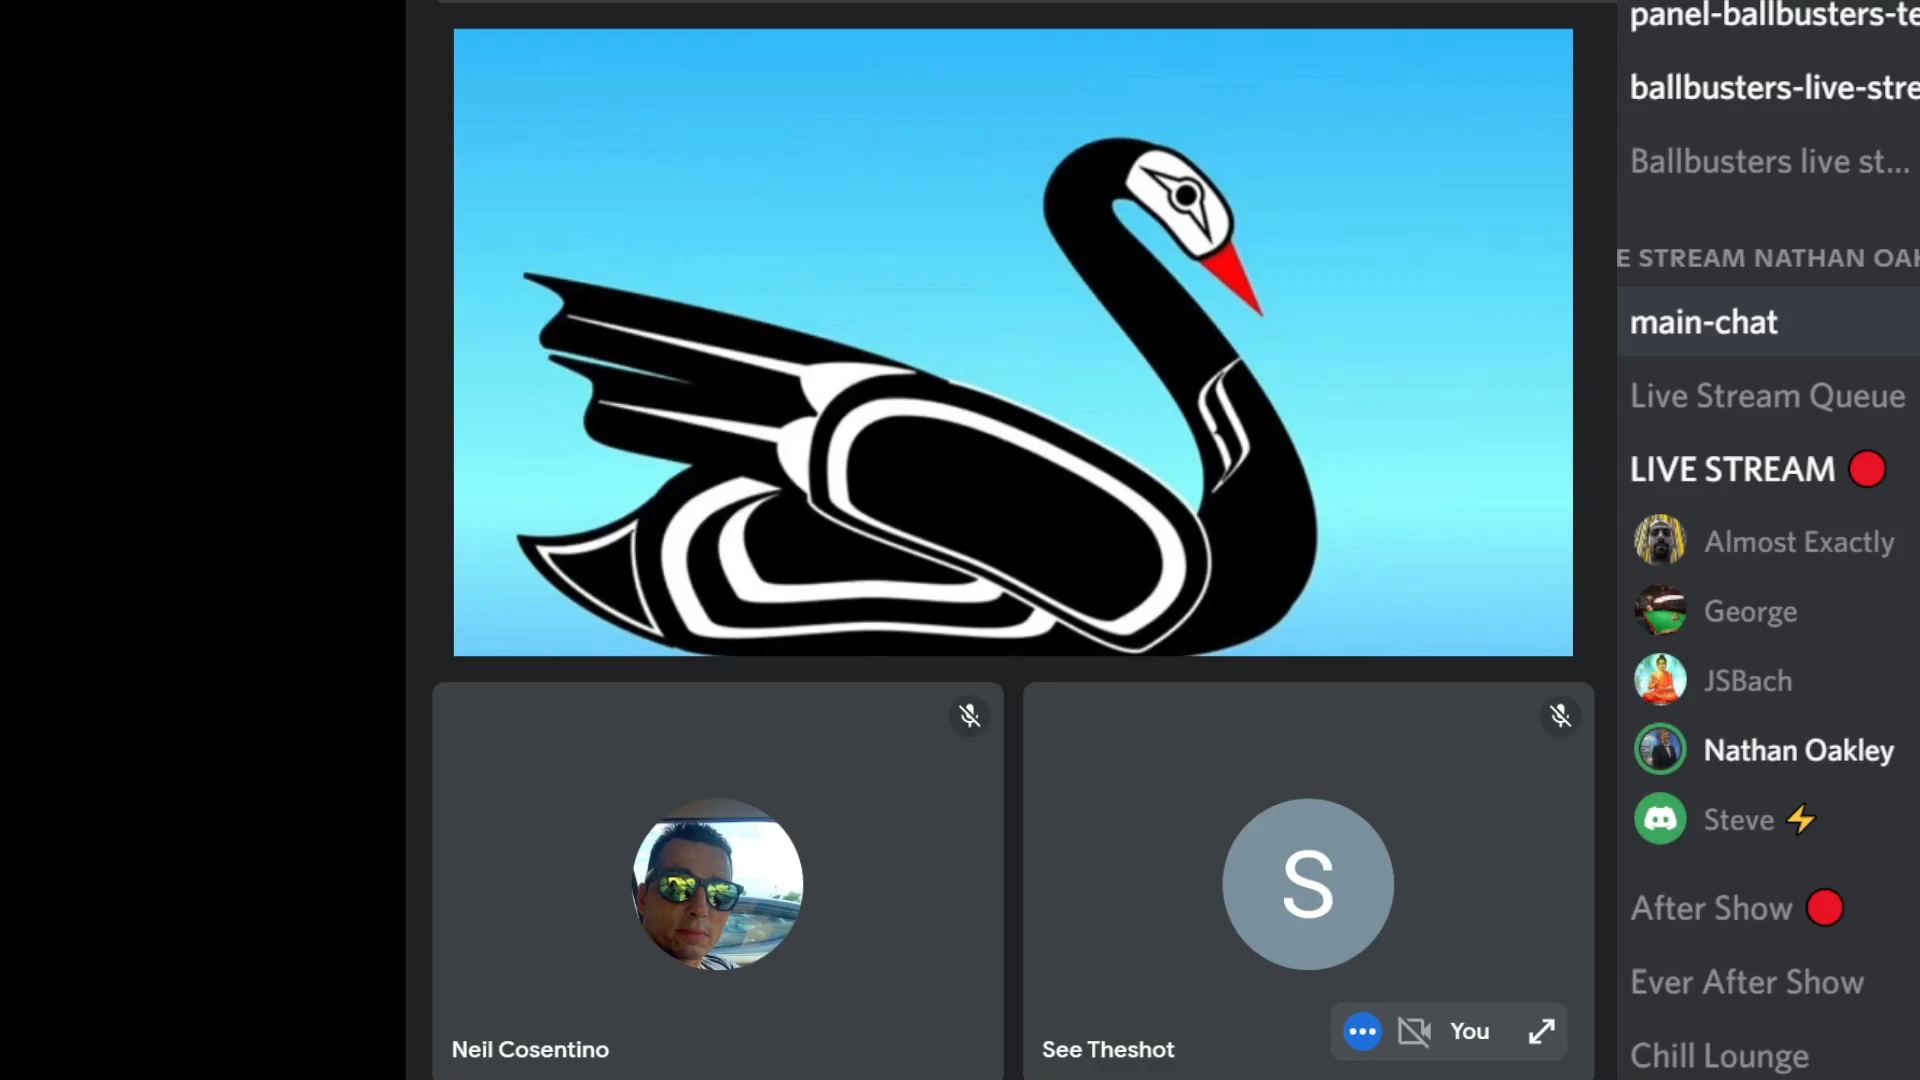 panel-ballbusters-te
ballbusters-live-stre
Ballbusters live st...
E STREAM NATHAN OAK
main-chat
Live Stream Queue
LIVE STREAM
Almost Exactly
George
JSBach
Nathan Oakley
Steve
After Show
Ever After Show
Chill Lounge
S
You
Neil Cosentino
See Theshot